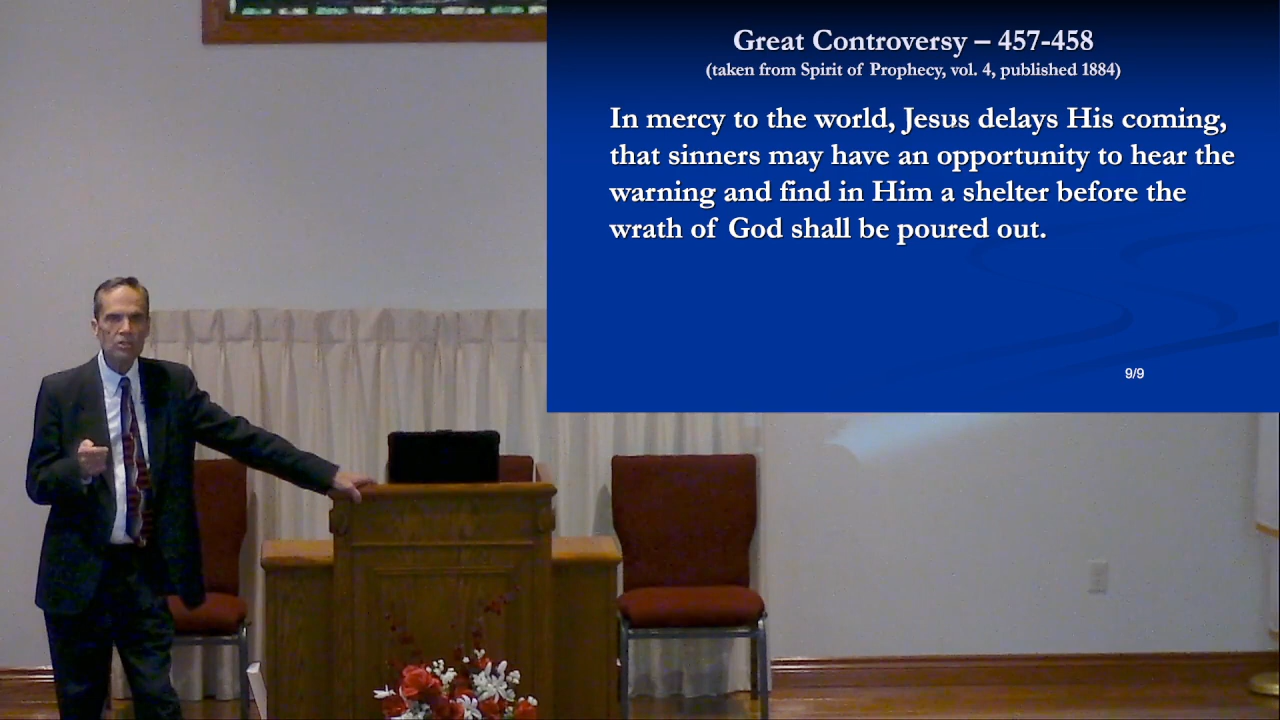 Great Controversy – 457-458
(taken from Spirit of Prophecy, vol. 4, published 1884)
In mercy to the world, Jesus delays His coming,
that sinners may have an opportunity to hear the
warning and find in Him a shelter before the
wrath of God shall be poured out.
9/9